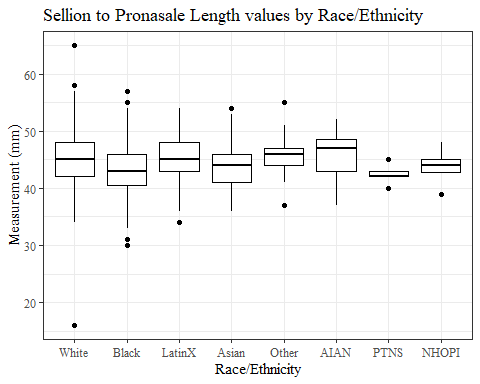 Sellion to Pronasale Length values by Race/Ethnicity
Measurement (mm)
60
50
40
30
20
White Black LatinX Asian Other AIAN PTNS NHOPI
Race/Ethnicity